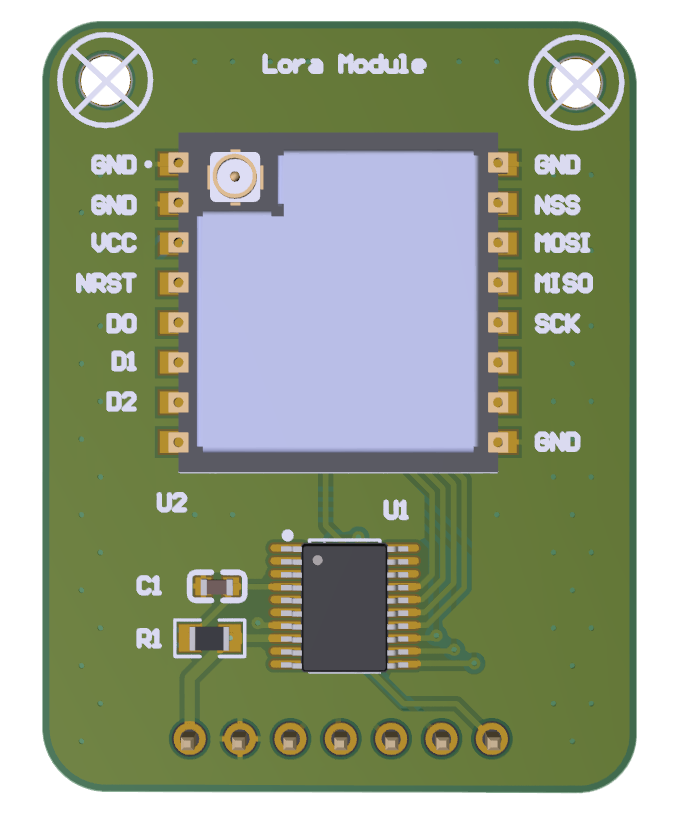 Lora Module
GND GND
GND NSS
VCC MOSI
NRST MISO
D0 SCK
D1
D2
GND
U2 U1
C1
R1